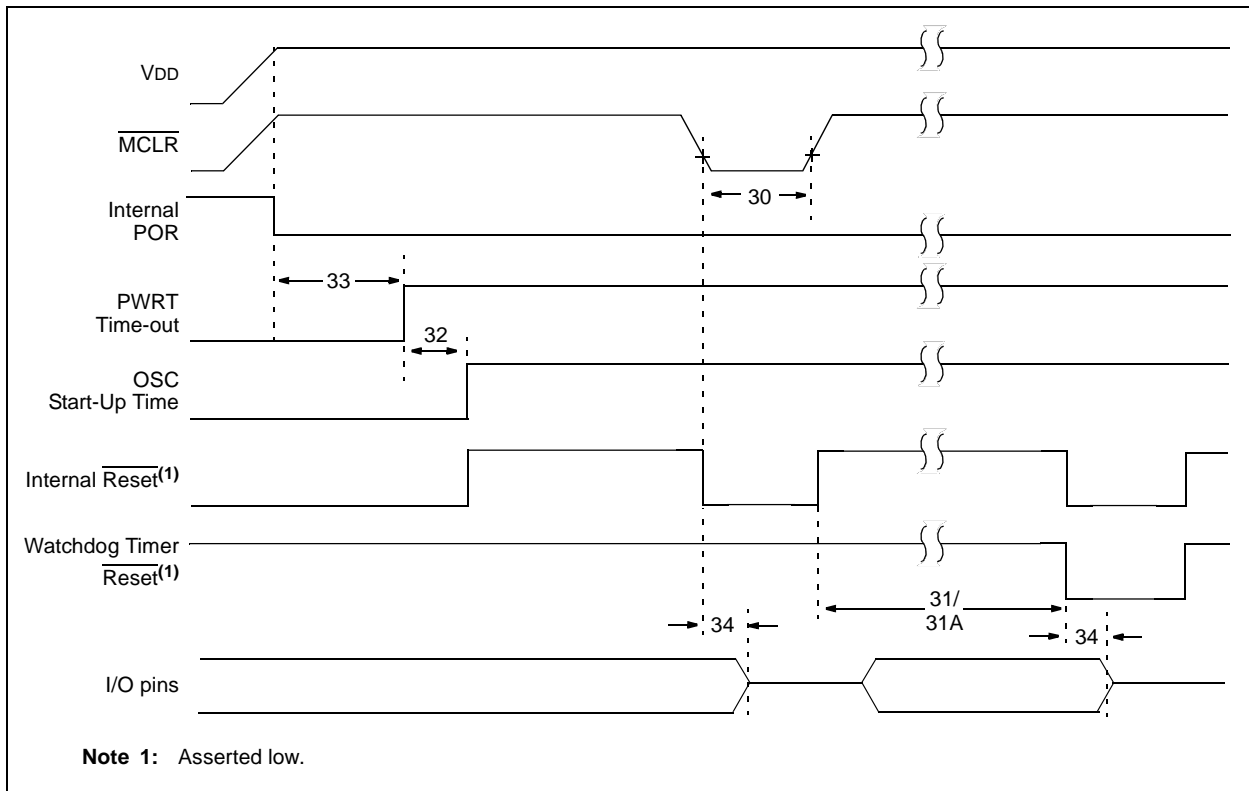 VDD
MCLR
30
Internal
POR
33
PWRT
Time-out
32
OSC
Start-Up Time
Internal Reset(1)
Watchdog Timer
Reset(1)
31/
31A
34
34
I/O pins
Note 1: Asserted low.